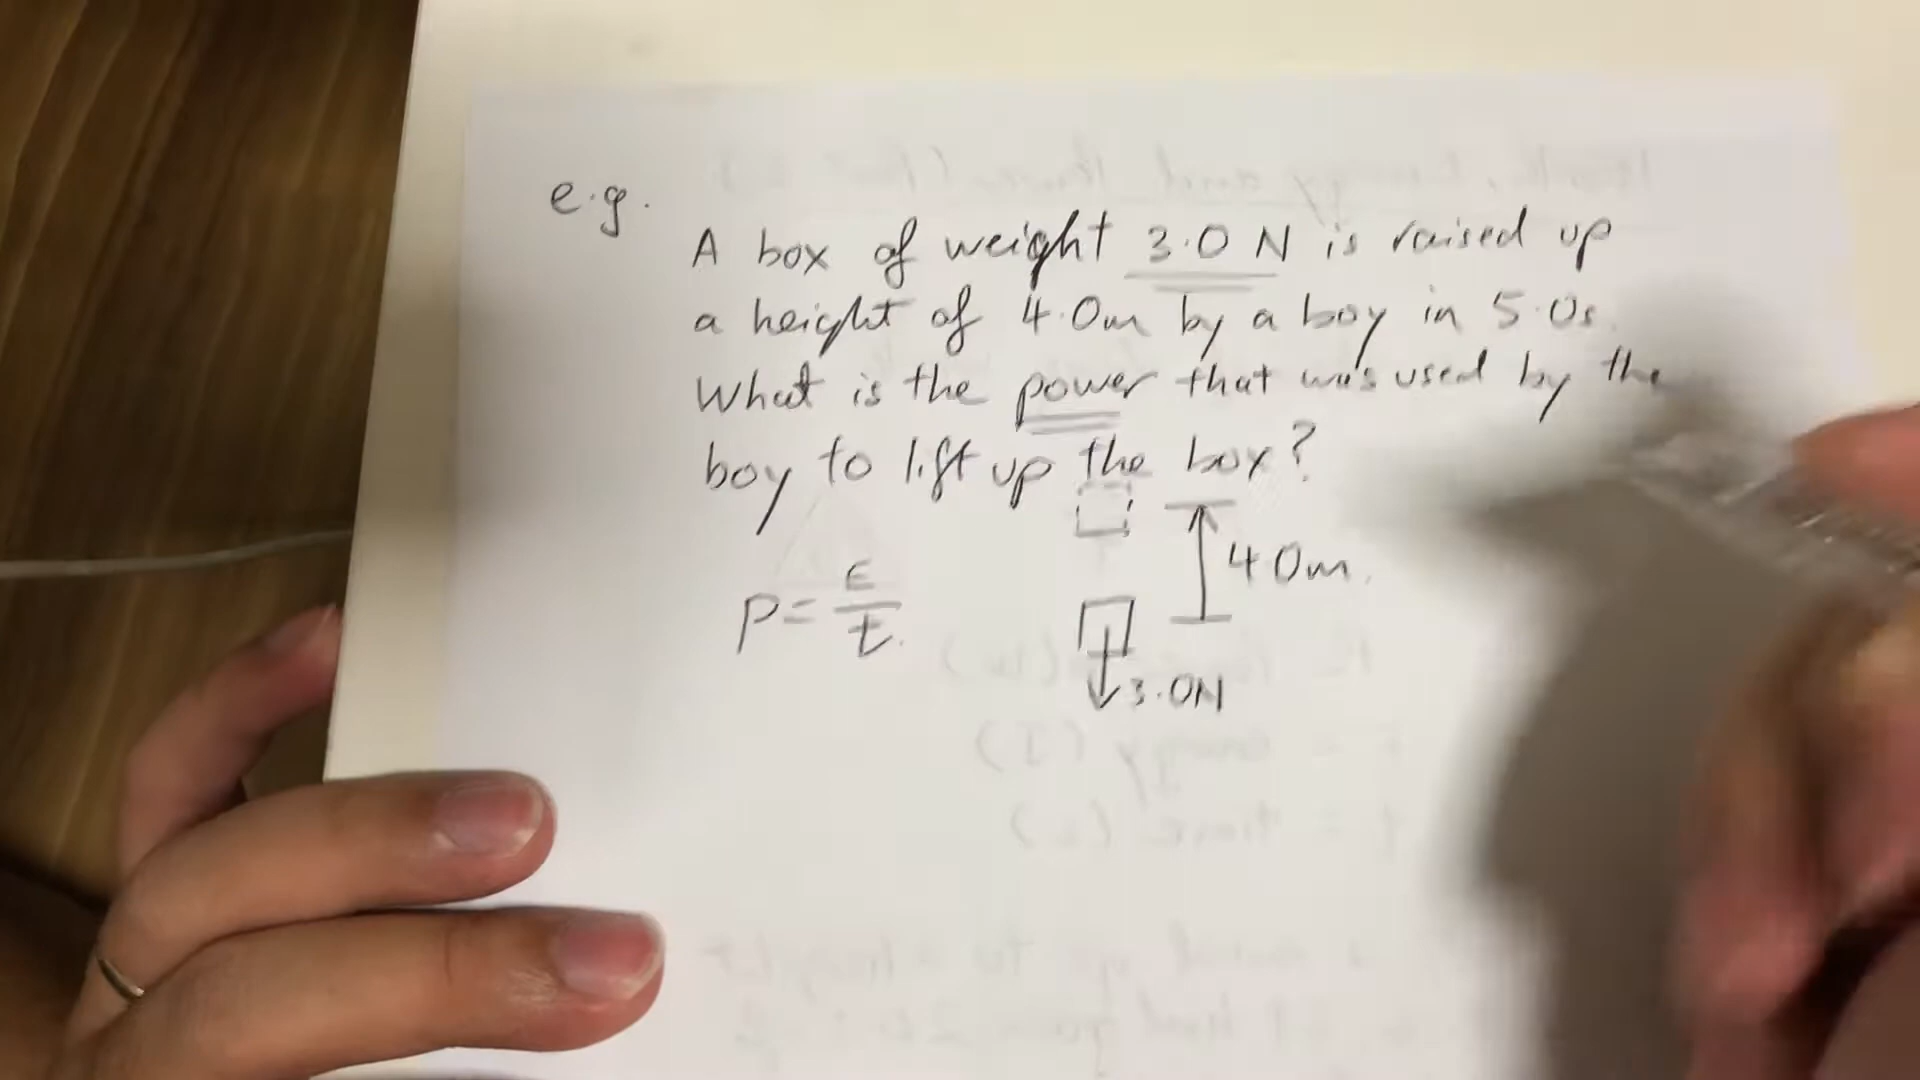 e.g.
A box of weight 3.0 N is raised up
a height of 4.0m by a boy in 5.0s.
What is the power that was used by the
boy to lift up the box?
4.0m.
P = E/t.
3.0N